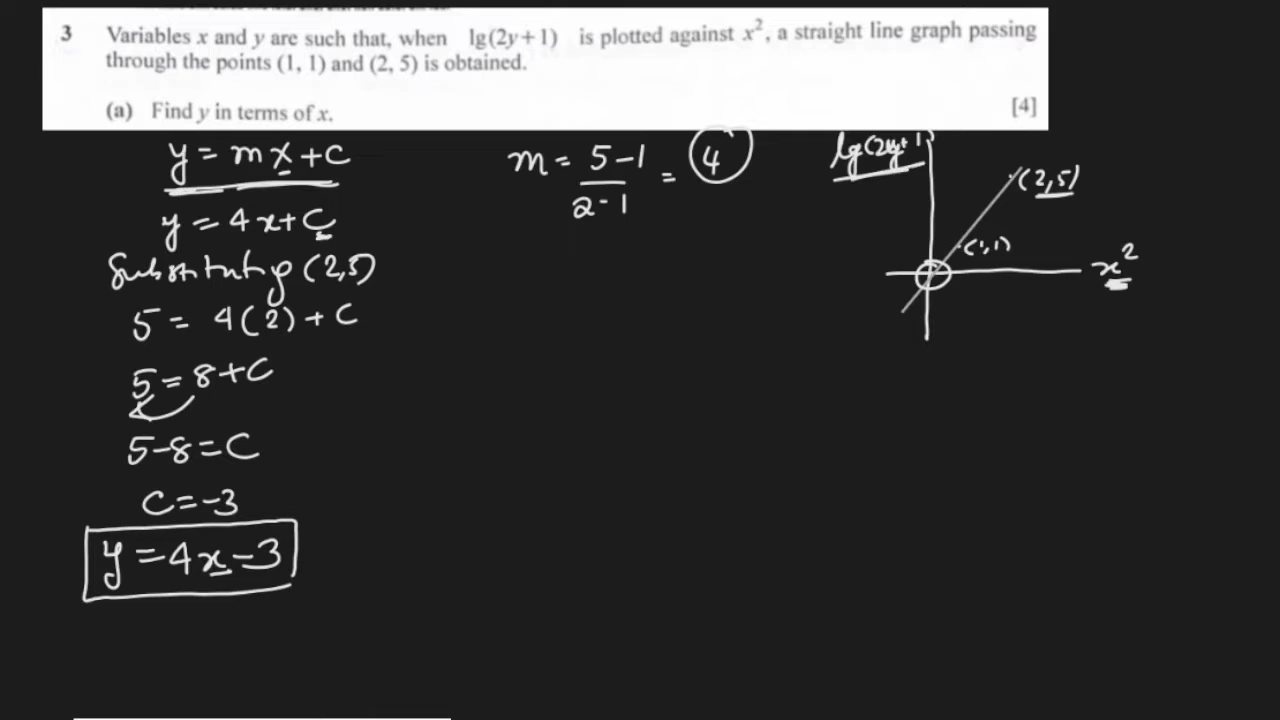 3 Variables x and y are such that, when lg(2y+1) is plotted against x², a straight line graph passing
through the points (1, 1) and (2, 5) is obtained.
(a) Find y in terms of x. [4]
y = mx + c
y = 4x + c
Substituting (2,5)
5 = 4(2) + c
5 = 8 + c
5 - 8 = c
c = -3
y = 4x - 3
m = 5-1 / 2-1 = 4
lg(2y+1)
(2,5)
(1,1)
x²